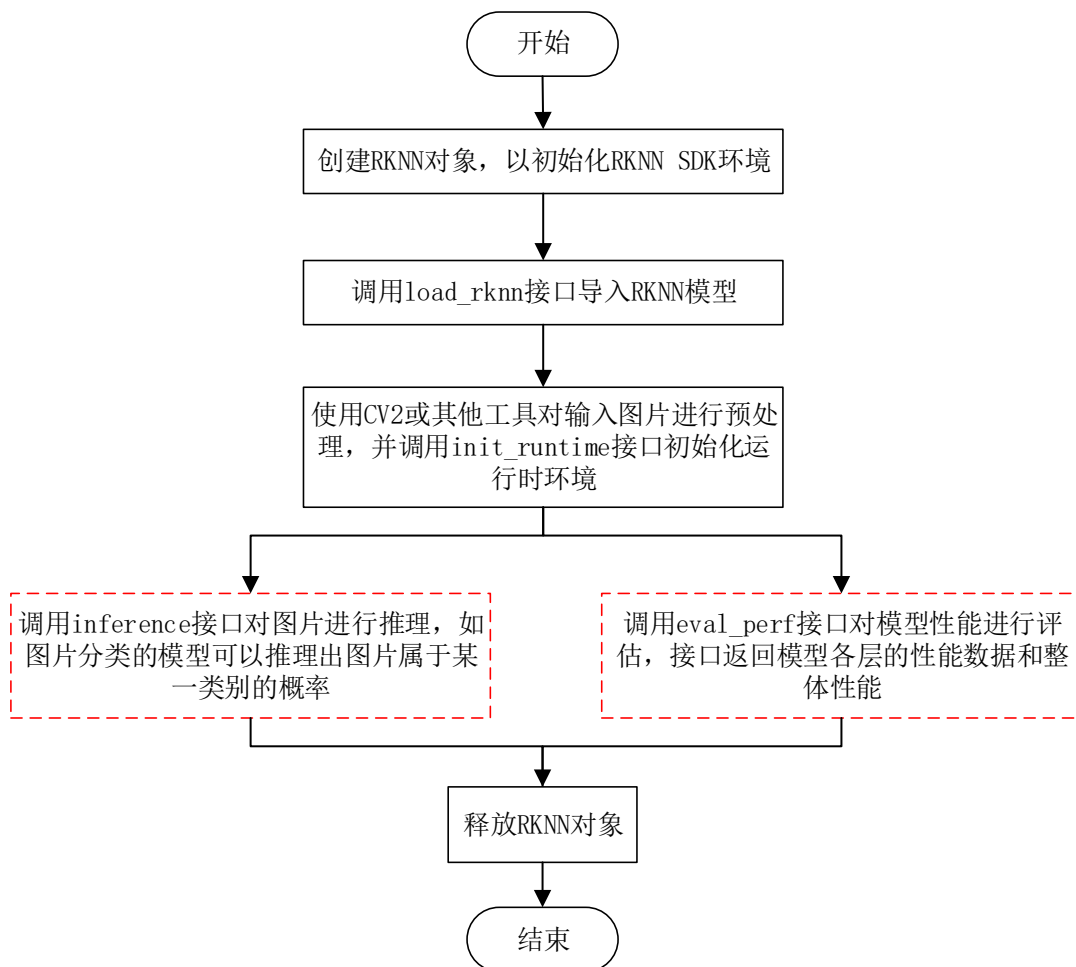 开始
创建RKNN对象，以初始化RKNN SDK环境
调用load_rknn接口导入RKNN模型
使用CV2或其他工具对输入图片进行预处
理，并调用init_runtime接口初始化运
行时环境
调用inference接口对图片进行推理，如
图片分类的模型可以推理出图片属于某
一类别的概率
调用eval_perf接口对模型性能进行评
估，接口返回模型各层的性能数据和整
体性能
释放RKNN对象
结束